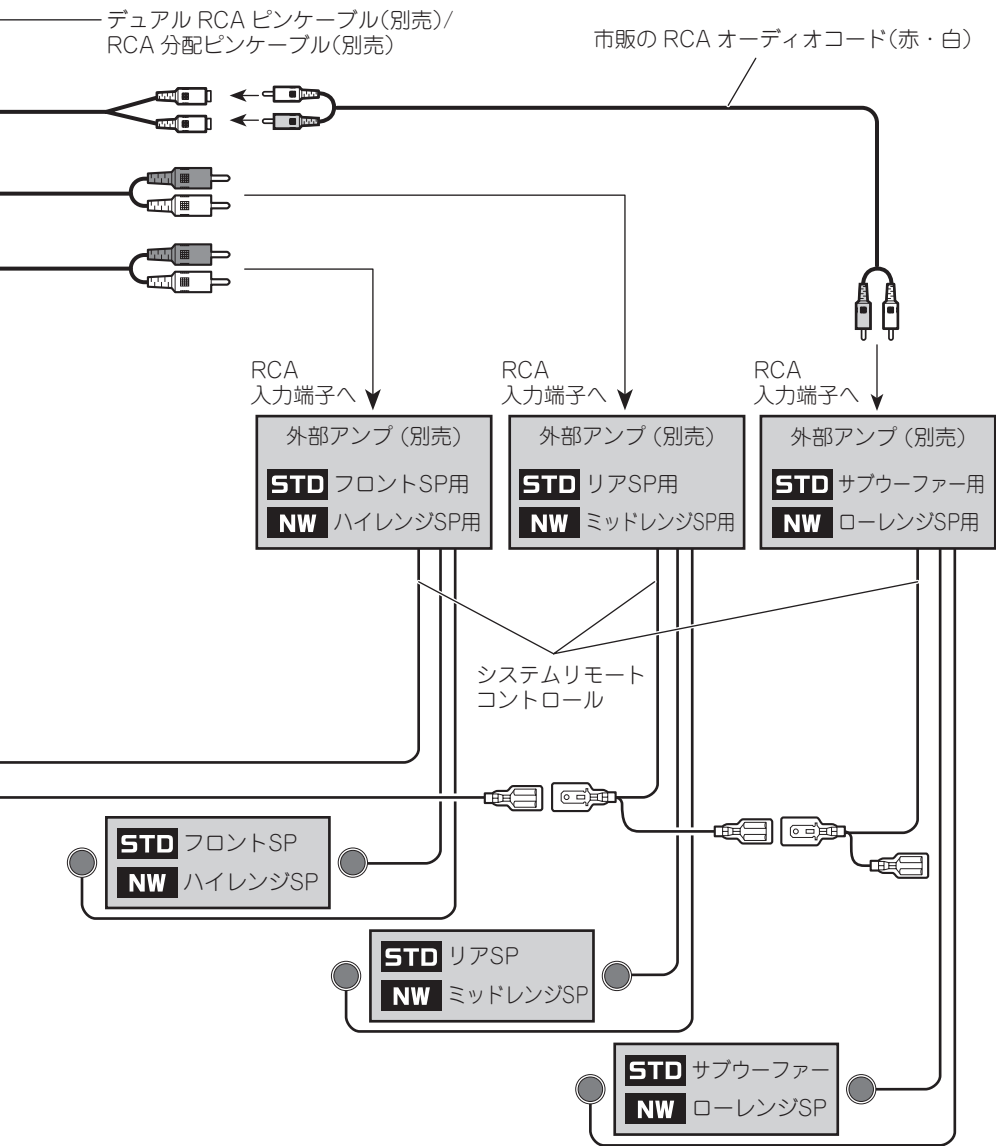 デュアル RCA ピンケーブル(別売)/
RCA 分配ピンケーブル(別売)
市販の RCA オーディオコード(赤・白)
RCA
入力端子へ
RCA
入力端子へ
RCA
入力端子へ
外部アンプ (別売)
STD フロントSP用
NW ハイレンジSP用
外部アンプ (別売)
STD リアSP用
NW ミッドレンジSP用
外部アンプ (別売)
STD サブウーファー用
NW ローレンジSP用
システムリモート
コントロール
STD フロントSP
NW ハイレンジSP
STD リアSP
NW ミッドレンジSP
STD サブウーファー
NW ローレンジSP